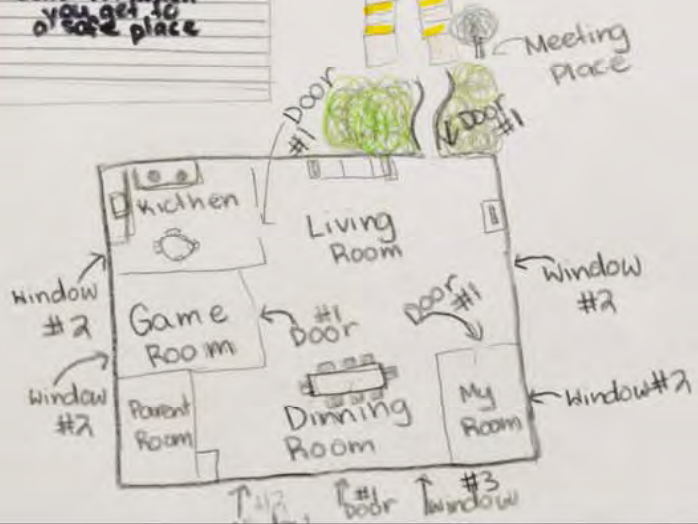 you get to
a safe place
Meeting
Place
Door
#1
Door
#1
Kicthen
Living
Room
Window
#2
Window
#2
Game
Room
#1
Door
Door
#1
Window
#2
Parent
Room
Dinning
Room
My
Room
Window #2
#2
#1
Door
#3
Window